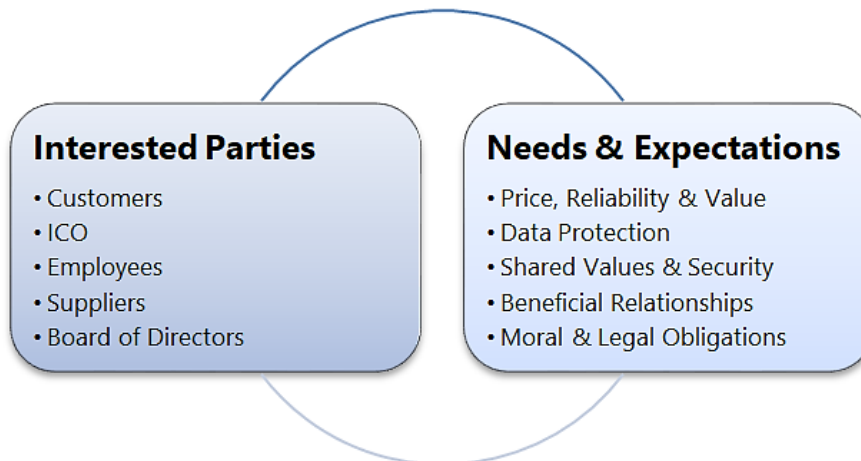 Interested Parties
• Customers
• ICO
• Employees
• Suppliers
• Board of Directors
Needs & Expectations
• Price, Reliability & Value
• Data Protection
• Shared Values & Security
• Beneficial Relationships
• Moral & Legal Obligations